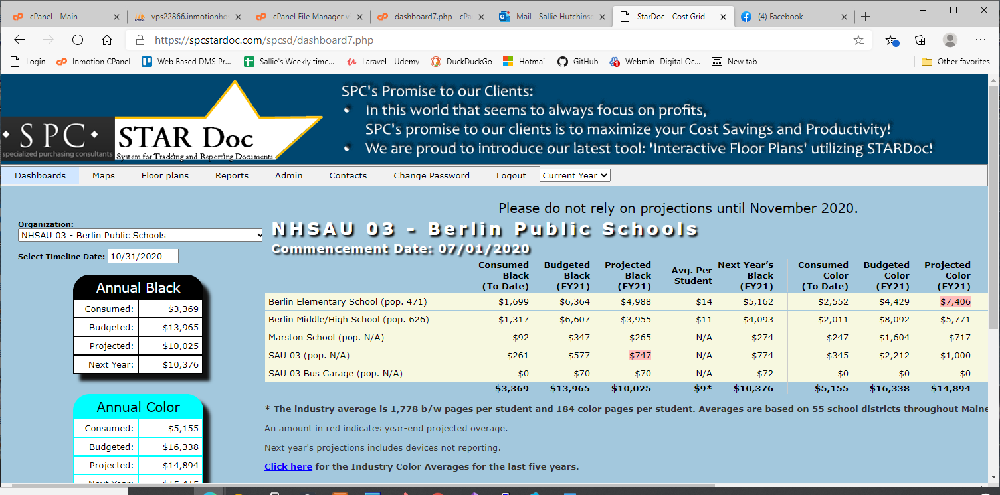 cPanel - Main
vps22866.inmotionho
cPanel File Manager v
dashboard7.php - cPa
Mail - Sallie Hutchinso
StarDoc - Cost Grid
(4) Facebook
https://spcstardoc.com/spcsd/dashboard7.php
Login
Inmotion CPanel
Web Based DMS Pr...
Sallie's Weekly time...
Laravel - Udemy
DuckDuckGo
Hotmail
GitHub
Webmin -Digital Oc...
New tab
Other favorites
SPC
specialized purchasing consultants
STAR Doc
System for Tracking and Reporting Documents
SPC's Promise to our Clients:
• In this world that seems to always focus on profits,
SPC's promise to our clients is to maximize your Cost Savings and Productivity!
• We are proud to introduce our latest tool: 'Interactive Floor Plans' utilizing STARDoc!
Dashboards Maps Floor plans Reports Admin Contacts Change Password Logout Current Year
Please do not rely on projections until November 2020.
Organization:
NHSAU 03 - Berlin Public Schools
Select Timeline Date: 10/31/2020
Annual Black
Consumed: $3,369
Budgeted: $13,965
Projected: $10,025
Next Year: $10,376
Annual Color
Consumed: $5,155
Budgeted: $16,338
Projected: $14,894
NHSAU 03 - Berlin Public Schools
Commencement Date: 07/01/2020
Consumed Budgeted Projected Next Year's Consumed Budgeted Projected
Black Black Black Avg. Per Black Color Color Color
(To Date) (FY21) (FY21) Student (FY21) (To Date) (FY21) (FY21)
Berlin Elementary School (pop. 471) $1,699 $6,364 $4,988 $14 $5,162 $2,552 $4,429 $7,406
Berlin Middle/High School (pop. 626) $1,317 $6,607 $3,955 $11 $4,093 $2,011 $8,092 $5,771
Marston School (pop. N/A) $92 $347 $265 N/A $274 $247 $1,604 $717
SAU 03 (pop. N/A) $261 $577 $747 N/A $774 $345 $2,212 $1,000
SAU 03 Bus Garage (pop. N/A) $0 $70 $70 N/A $72 $0 $0 $0
$3,369 $13,965 $10,025 $9* $10,376 $5,155 $16,338 $14,894
* The industry average is 1,778 b/w pages per student and 184 color pages per student. Averages are based on 55 school districts throughout Maine
An amount in red indicates year-end projected overage.
Next year's projections includes devices not reporting.
Click here for the Industry Color Averages for the last five years.